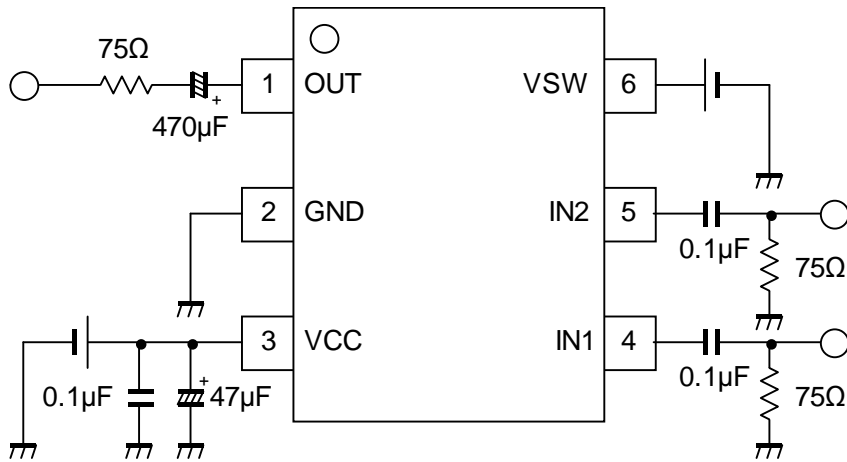 75Ω
1
OUT
VSW
6
+
470μF
2
GND
IN2
5
0.1μF
75Ω
3
VCC
IN1
4
+
0.1μF
47μF
0.1μF
75Ω